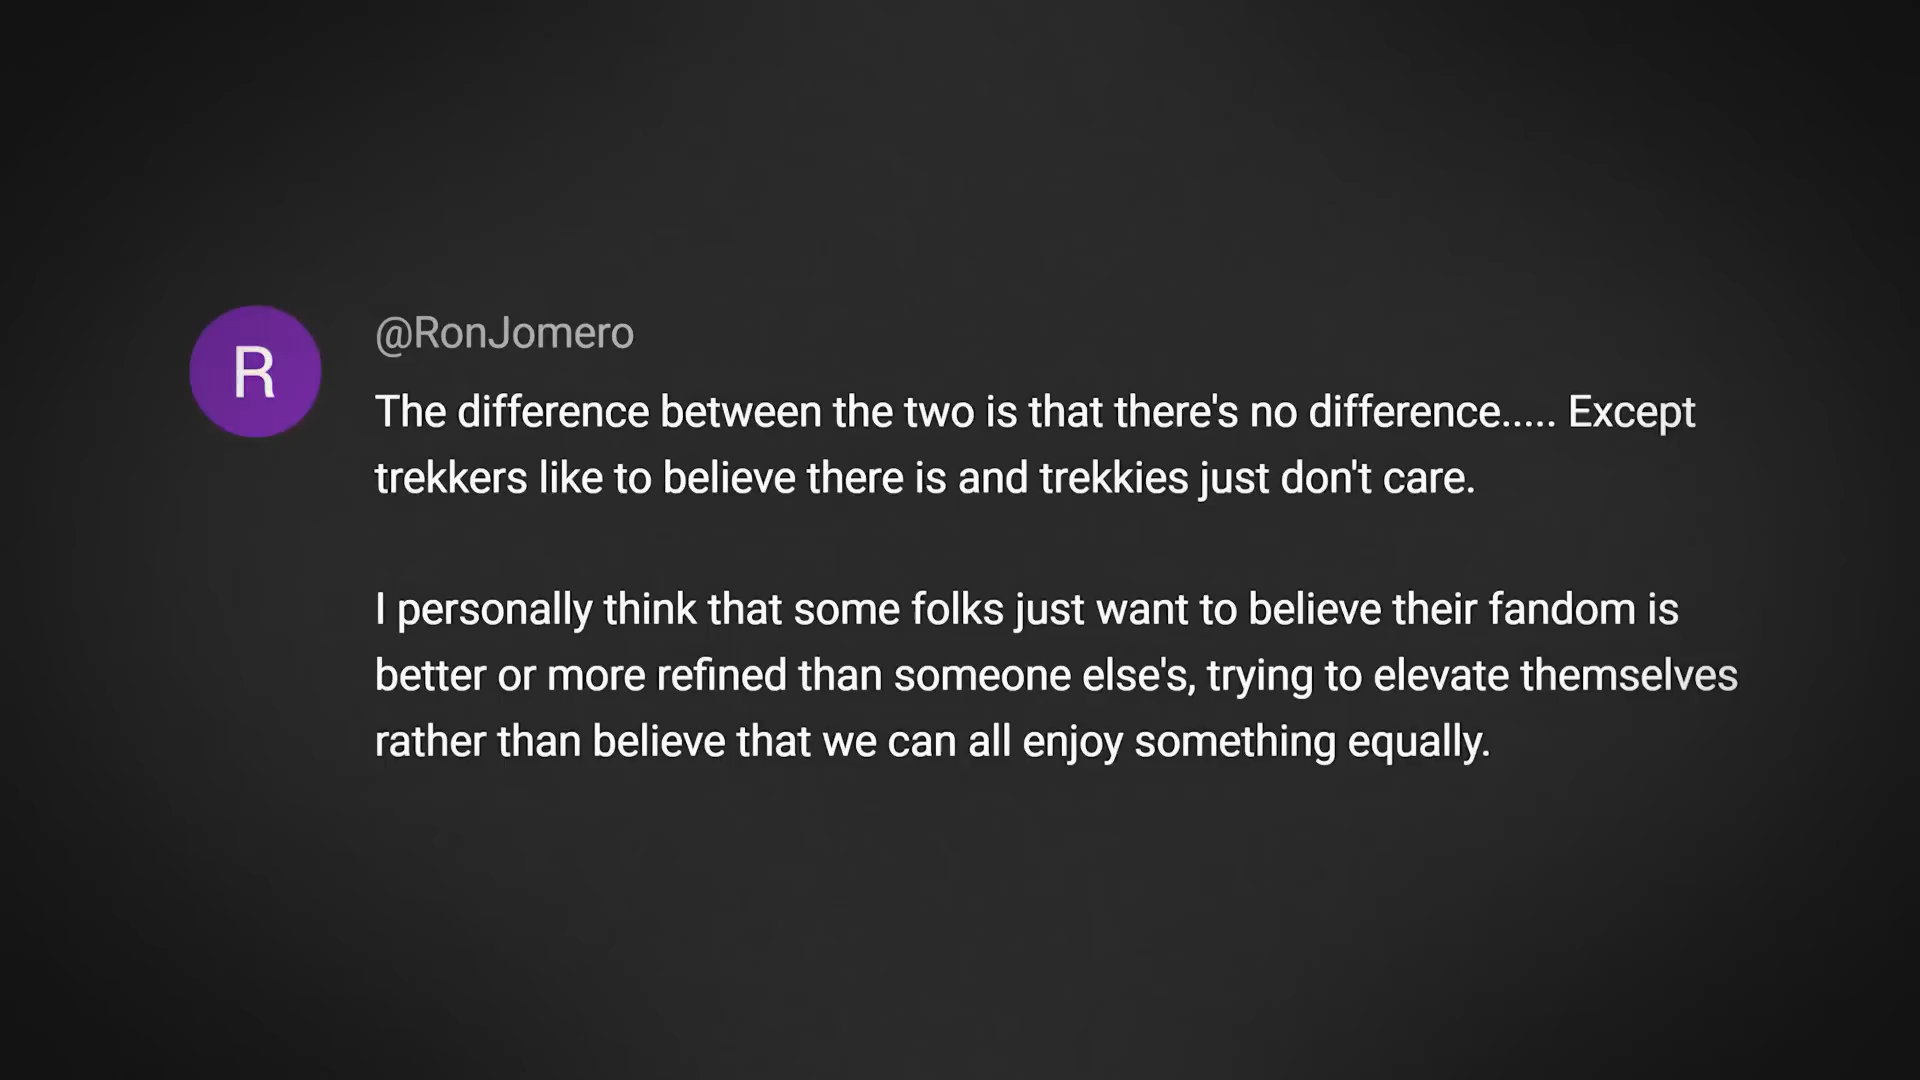 R
@RonJomero
The difference between the two is that there's no difference..... Except
trekkers like to believe there is and trekkies just don't care.
I personally think that some folks just want to believe their fandom is
better or more refined than someone else's, trying to elevate themselves
rather than believe that we can all enjoy something equally.